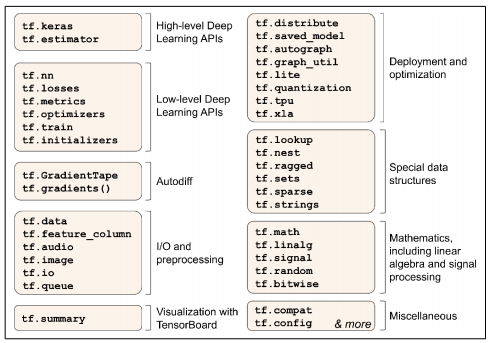 tf.keras
tf.estimator
High-level Deep
Learning APIs
tf.nn
tf.losses
tf.metrics
tf.optimizers
tf.train
tf.initializers
Low-level Deep
Learning APIs
tf.GradientTape
tf.gradients()
Autodiff
tf.data
tf.feature_column
tf.audio
tf.image
tf.io
tf.queue
I/O and
preprocessing
tf.summary
Visualization with
TensorBoard
tf.distribute
tf.saved_model
tf.autograph
tf.graph_util
tf.lite
tf.quantization
tf.tpu
tf.xla
Deployment and
optimization
tf.lookup
tf.nest
tf.ragged
tf.sets
tf.sparse
tf.strings
Special data
structures
tf.math
tf.linalg
tf.signal
tf.random
tf.bitwise
Mathematics,
including linear
algebra and signal
processing
tf.compat
tf.config & more
Miscellaneous